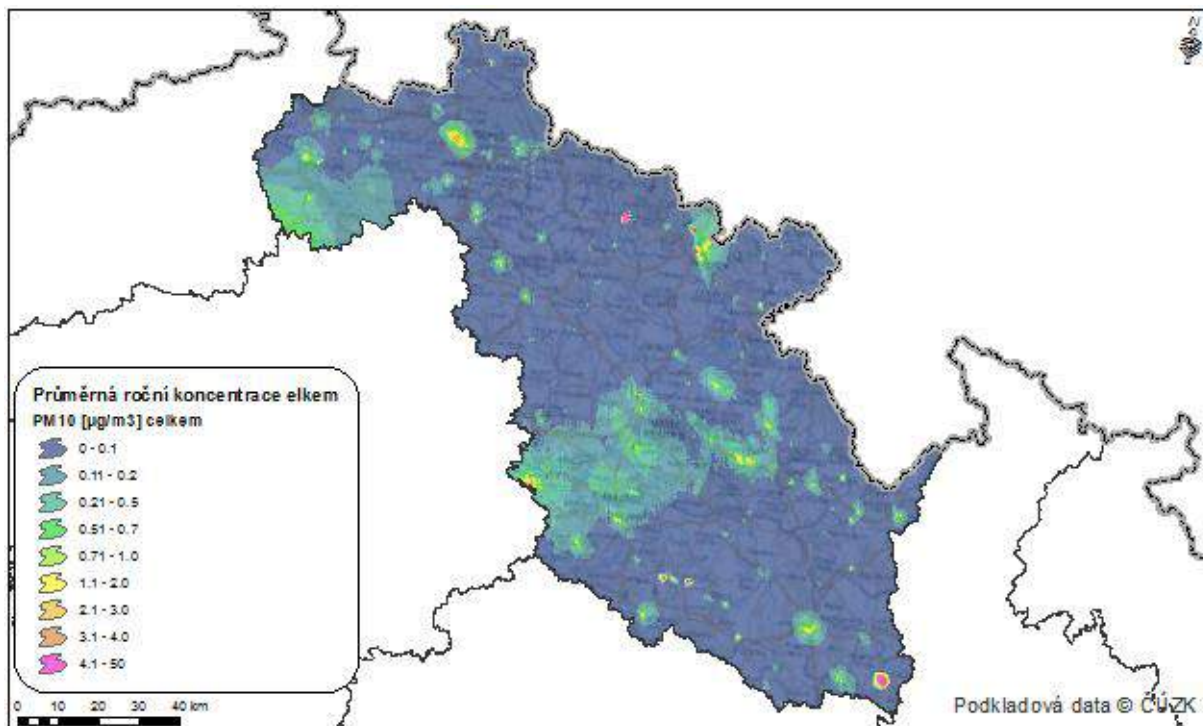 Průměrná roční koncentrace elkem
PM10 [µg/m3] celkem
0 - 0.1
0.11 - 0.2
0.21 - 0.5
0.51 - 0.7
0.71 - 1.0
1.1 - 2.0
2.1 - 3.0
3.1 - 4.0
4.1 - 50
0 10 20 30 40 km
Podkladová data © ČÚZK